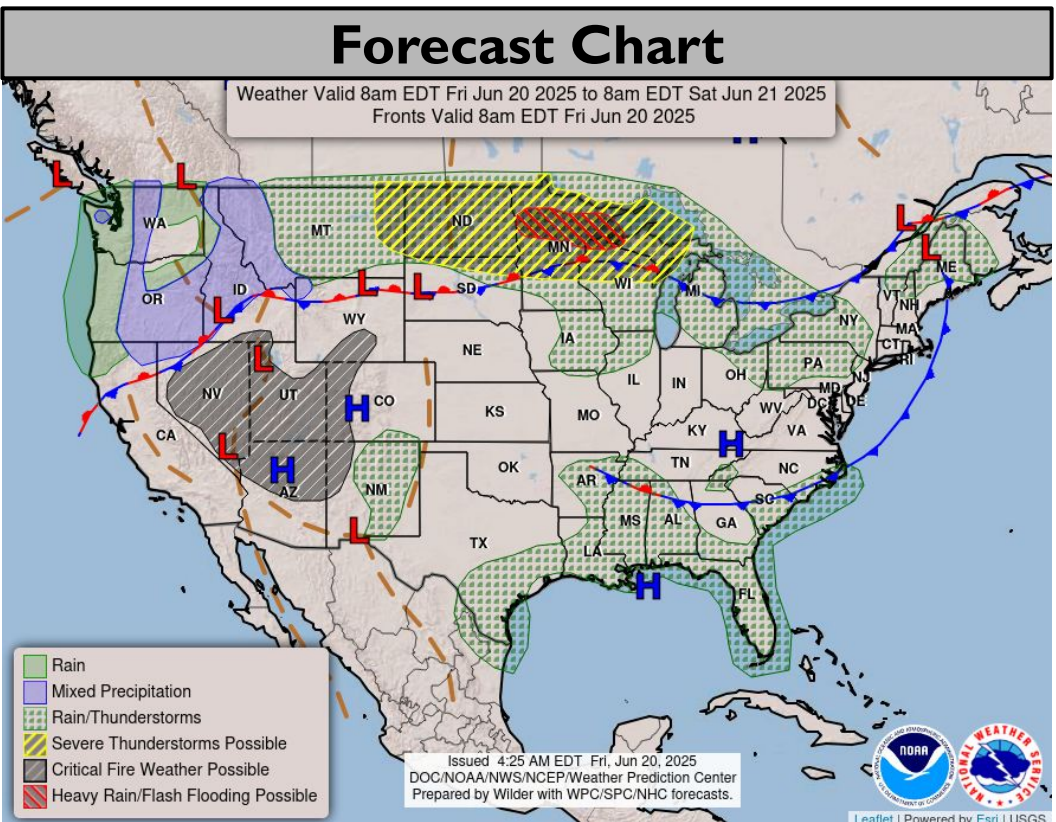 Forecast Chart
Weather Valid 8am EDT Fri Jun 20 2025 to 8am EDT Sat Jun 21 2025
Fronts Valid 8am EDT Fri Jun 20 2025
H
L
L
L
WA
MT
ND
MN
L
ME
OR
ID
L
L
L
SD
WI
MI
VT
NH
WY
NY
MA
CT
RI
NE
IA
PA
NJ
L
NV
UT
H
CO
IL
IN
OH
MD
DE
DC
WV
CA
KS
MO
KY
H
VA
L
H
AZ
OK
TN
NC
NM
AR
SC
L
TX
MS
AL
GA
LA
H
FL
Rain
Mixed Precipitation
Rain/Thunderstorms
Severe Thunderstorms Possible
Critical Fire Weather Possible
Heavy Rain/Flash Flooding Possible
Issued 4:25 AM EDT Fri, Jun 20, 2025
DOC/NOAA/NWS/NCEP/Weather Prediction Center
Prepared by Wilder with WPC/SPC/NHC forecasts.
NOAA
NATIONAL WEATHER SERVICE
Leaflet | Powered by Esri | USGS